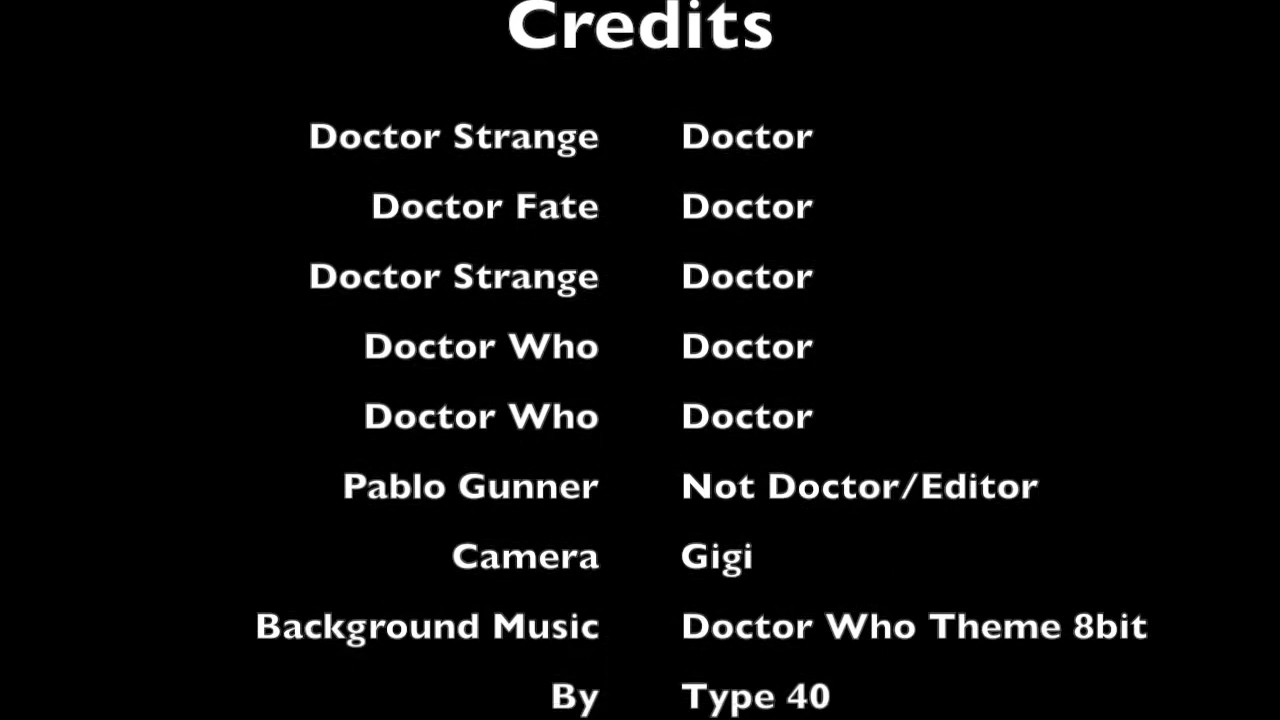 Credits
Doctor Strange Doctor
Doctor Fate Doctor
Doctor Strange Doctor
Doctor Who Doctor
Doctor Who Doctor
Pablo Gunner Not Doctor/Editor
Camera Gigi
Background Music Doctor Who Theme 8bit
By Type 40